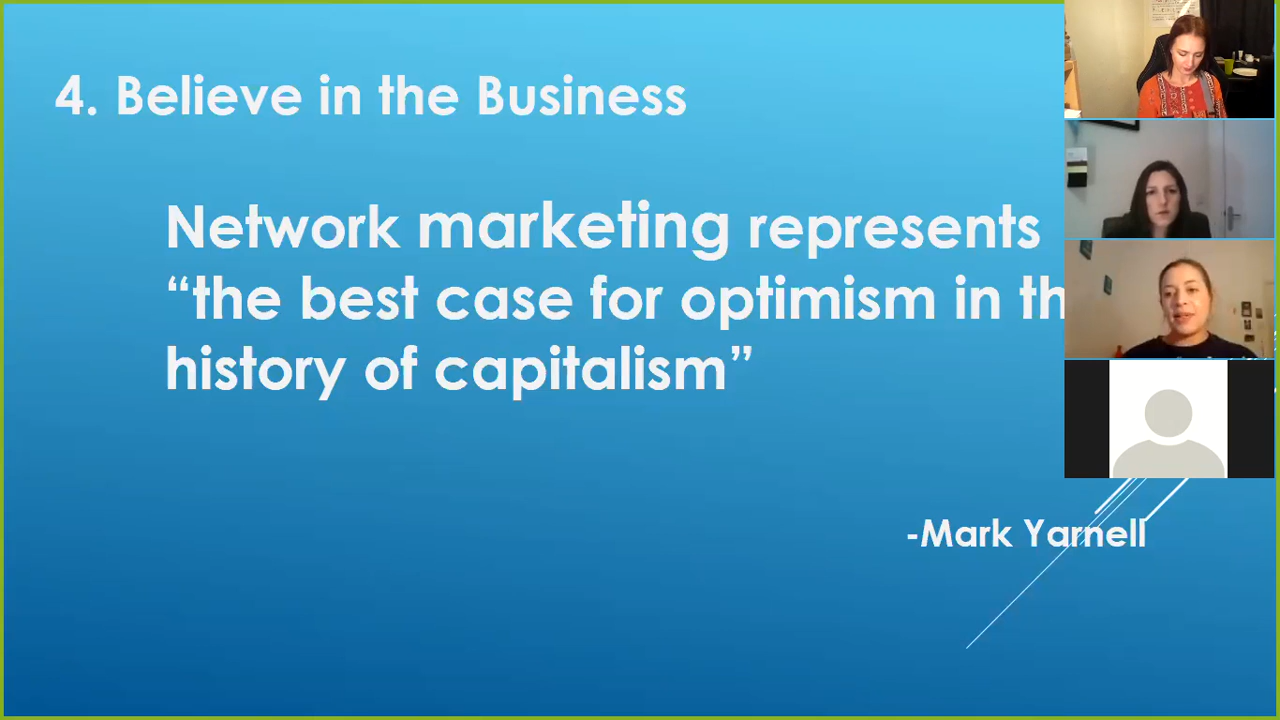 4. Believe in the Business
Network marketing represents
“the best case for optimism in th
history of capitalism”
-Mark Yarnell